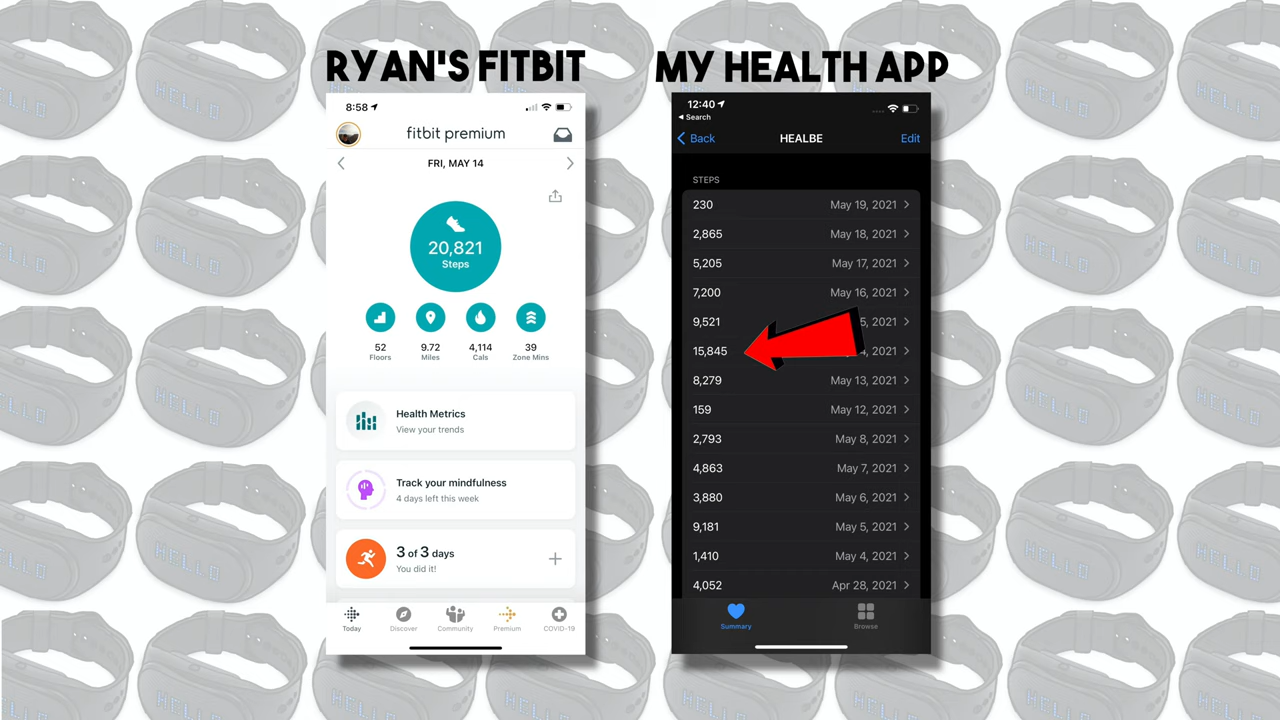 RYAN'S FITBIT
8:58
fitbit premium
FRI, MAY 14
20,821
Steps
52
Floors
9.72
Miles
4,114
Cals
39
Zone Mins
Health Metrics
View your trends
Track your mindfulness
4 days left this week
3 of 3 days
You did it!
Today
Discover
Community
Premium
COVID-19
MY HEALTH APP
12:40
Search
Back
HEALBE
Edit
STEPS
230 May 19, 2021
2,865 May 18, 2021
5,205 May 17, 2021
7,200 May 16, 2021
9,521 5, 2021
15,845 4, 2021
8,279 May 13, 2021
159 May 12, 2021
2,793 May 8, 2021
4,863 May 7, 2021
3,880 May 6, 2021
9,181 May 5, 2021
1,410 May 4, 2021
4,052 Apr 28, 2021
Summary
Browse
HELLO